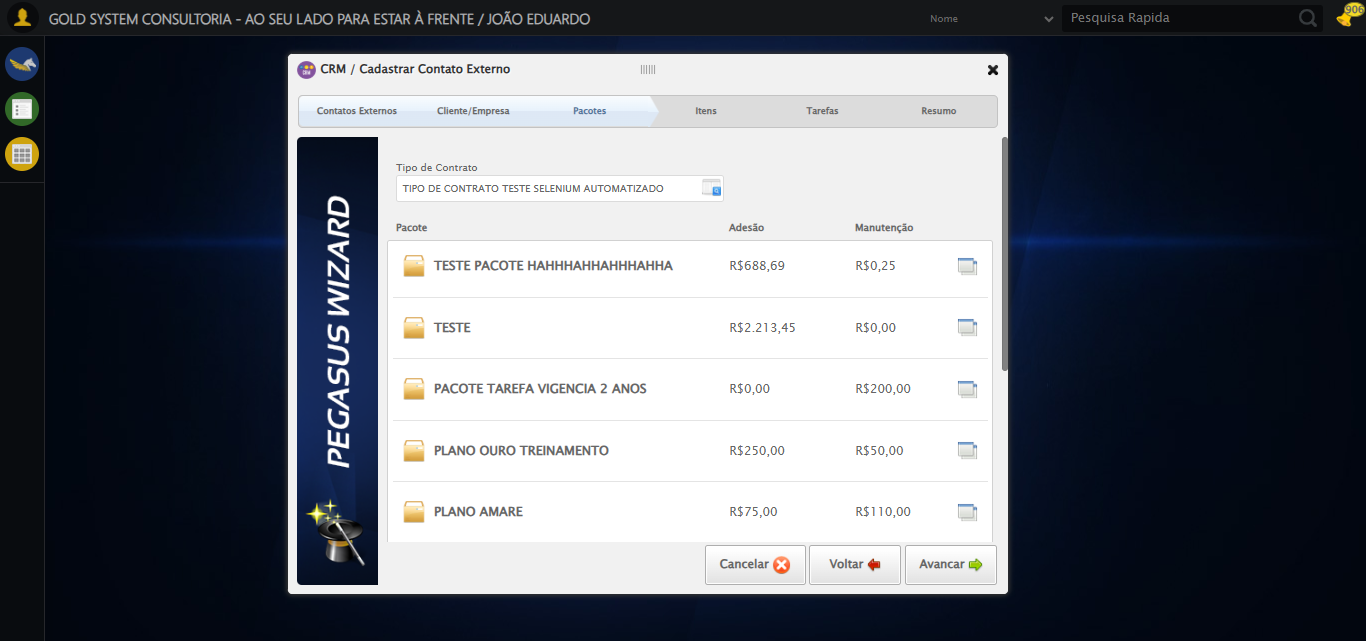 GOLD SYSTEM CONSULTORIA - AO SEU LADO PARA ESTAR À FRENTE / JOÃO EDUARDO
Nome
Pesquisa Rapida
906
CRM / Cadastrar Contato Externo
Contatos Externos
Cliente/Empresa
Pacotes
Itens
Tarefas
Resumo
PEGASUS WIZARD
Tipo de Contrato
TIPO DE CONTRATO TESTE SELENIUM AUTOMATIZADO
Pacote Adesão Manutenção
TESTE PACOTE HAHHHAHHAHHHAHHA R$688,69 R$0,25
TESTE R$2.213,45 R$0,00
PACOTE TAREFA VIGENCIA 2 ANOS R$0,00 R$200,00
PLANO OURO TREINAMENTO R$250,00 R$50,00
PLANO AMARE R$75,00 R$110,00
Cancelar
Voltar
Avancar